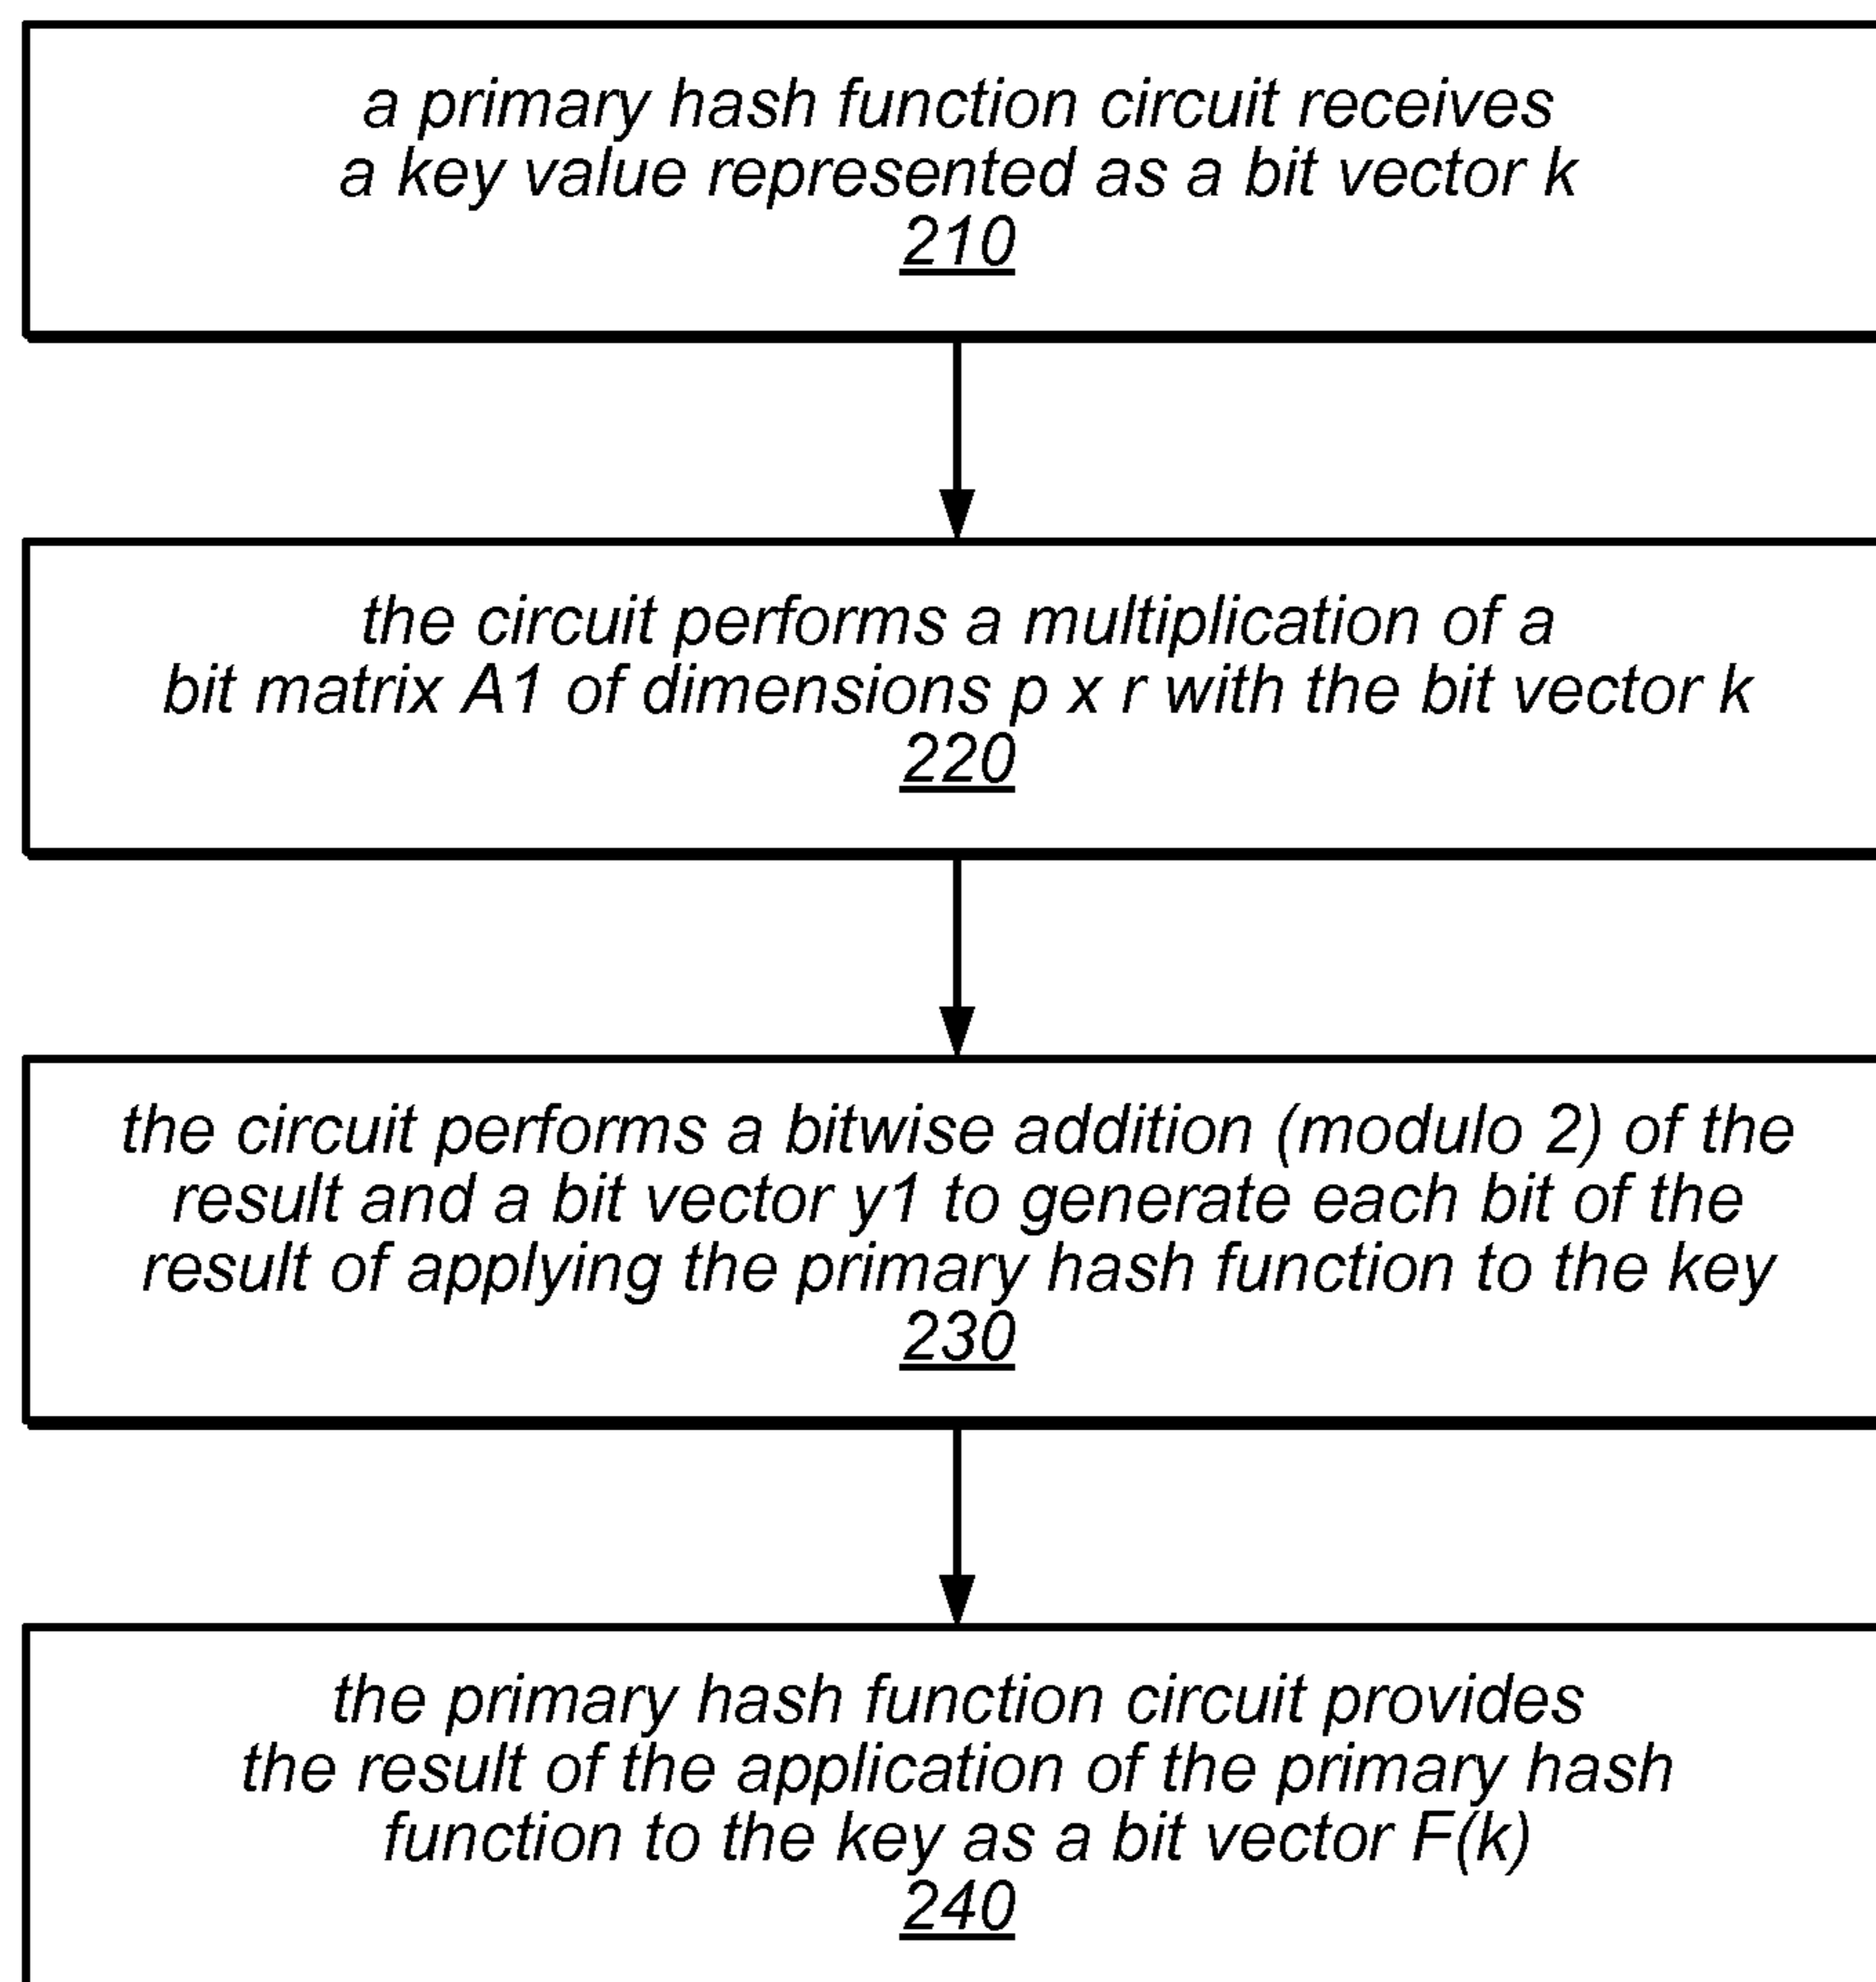 a primary hash function circuit receives
a key value represented as a bit vector k
210
the circuit performs a multiplication of a
bit matrix A1 of dimensions p x r with the bit vector k
220
the circuit performs a bitwise addition (modulo 2) of the
result and a bit vector y1 to generate each bit of the
result of applying the primary hash function to the key
230
the primary hash function circuit provides
the result of the application of the primary hash
function to the key as a bit vector F(k)
240